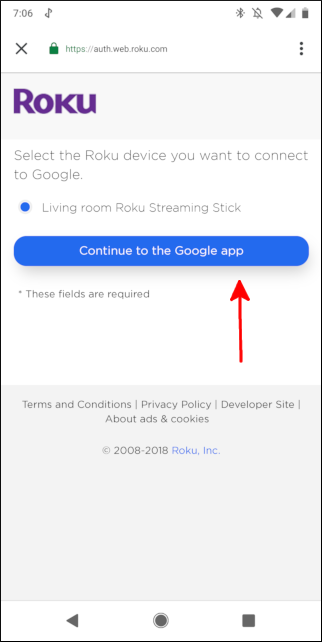 7:06
https://auth.web.roku.com
ROKU
Select the Roku device you want to connect
to Google.
Living room Roku Streaming Stick
Continue to the Google app
* These fields are required
Terms and Conditions | Privacy Policy | Developer Site |
About ads & cookies
© 2008-2018 Roku, Inc.